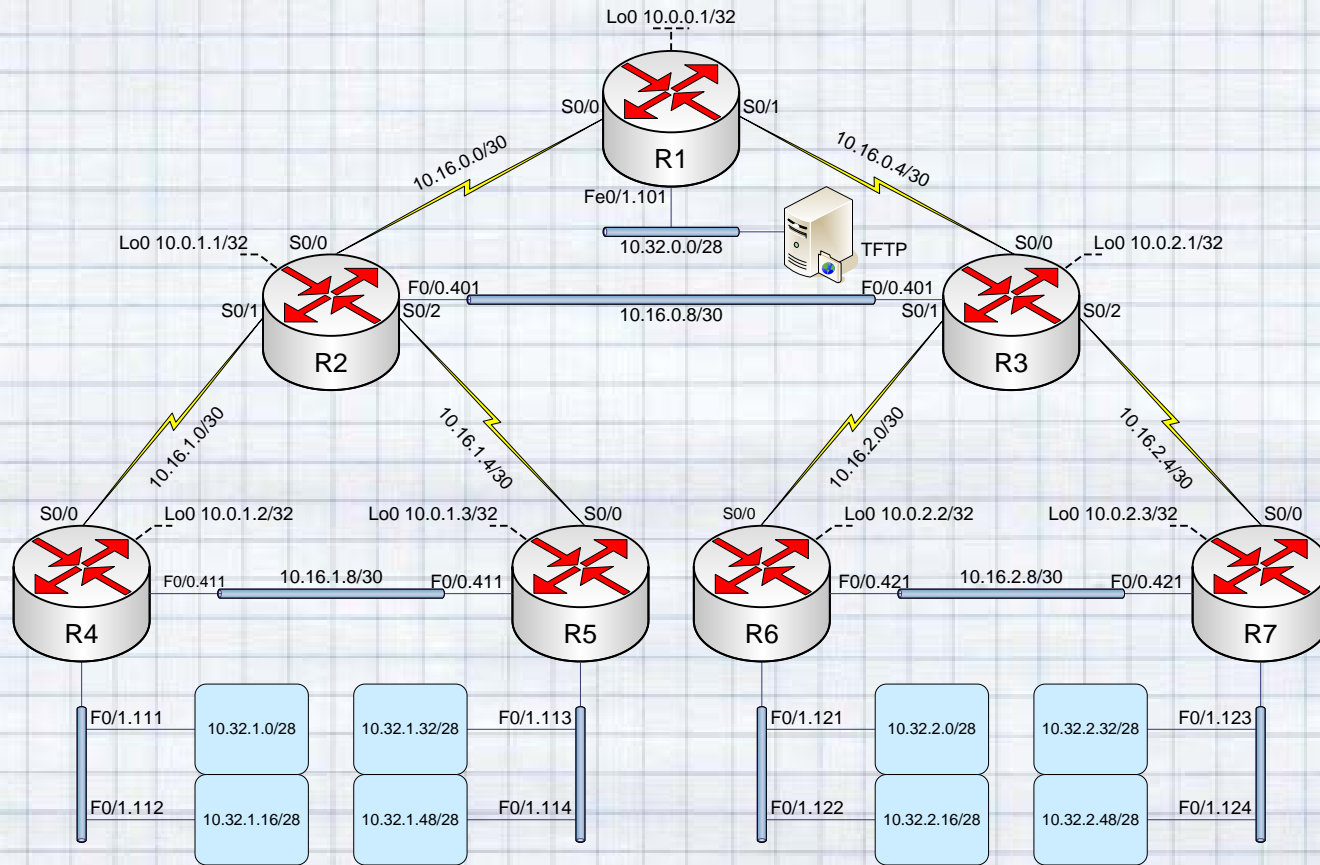 Lo0 10.0.0.1/32
S0/0
S0/1
R1
10.16.0.0/30
10.16.0.4/30
Fe0/1.101
10.32.0.0/28
TFTP
Lo0 10.0.1.1/32
S0/0
S0/0
Lo0 10.0.2.1/32
F0/0.401
F0/0.401
S0/1
S0/2
10.16.0.8/30
S0/1
S0/2
R2
R3
10.16.1.0/30
10.16.1.4/30
10.16.2.0/30
10.16.2.4/30
S0/0
Lo0 10.0.1.2/32
Lo0 10.0.1.3/32
S0/0
S0/0
Lo0 10.0.2.2/32
Lo0 10.0.2.3/32
S0/0
F0/0.411
10.16.1.8/30
F0/0.411
F0/0.421
10.16.2.8/30
F0/0.421
R4
R5
R6
R7
F0/1.111
10.32.1.0/28
10.32.1.32/28
F0/1.113
F0/1.121
10.32.2.0/28
10.32.2.32/28
F0/1.123
F0/1.112
10.32.1.16/28
10.32.1.48/28
F0/1.114
F0/1.122
10.32.2.16/28
10.32.2.48/28
F0/1.124